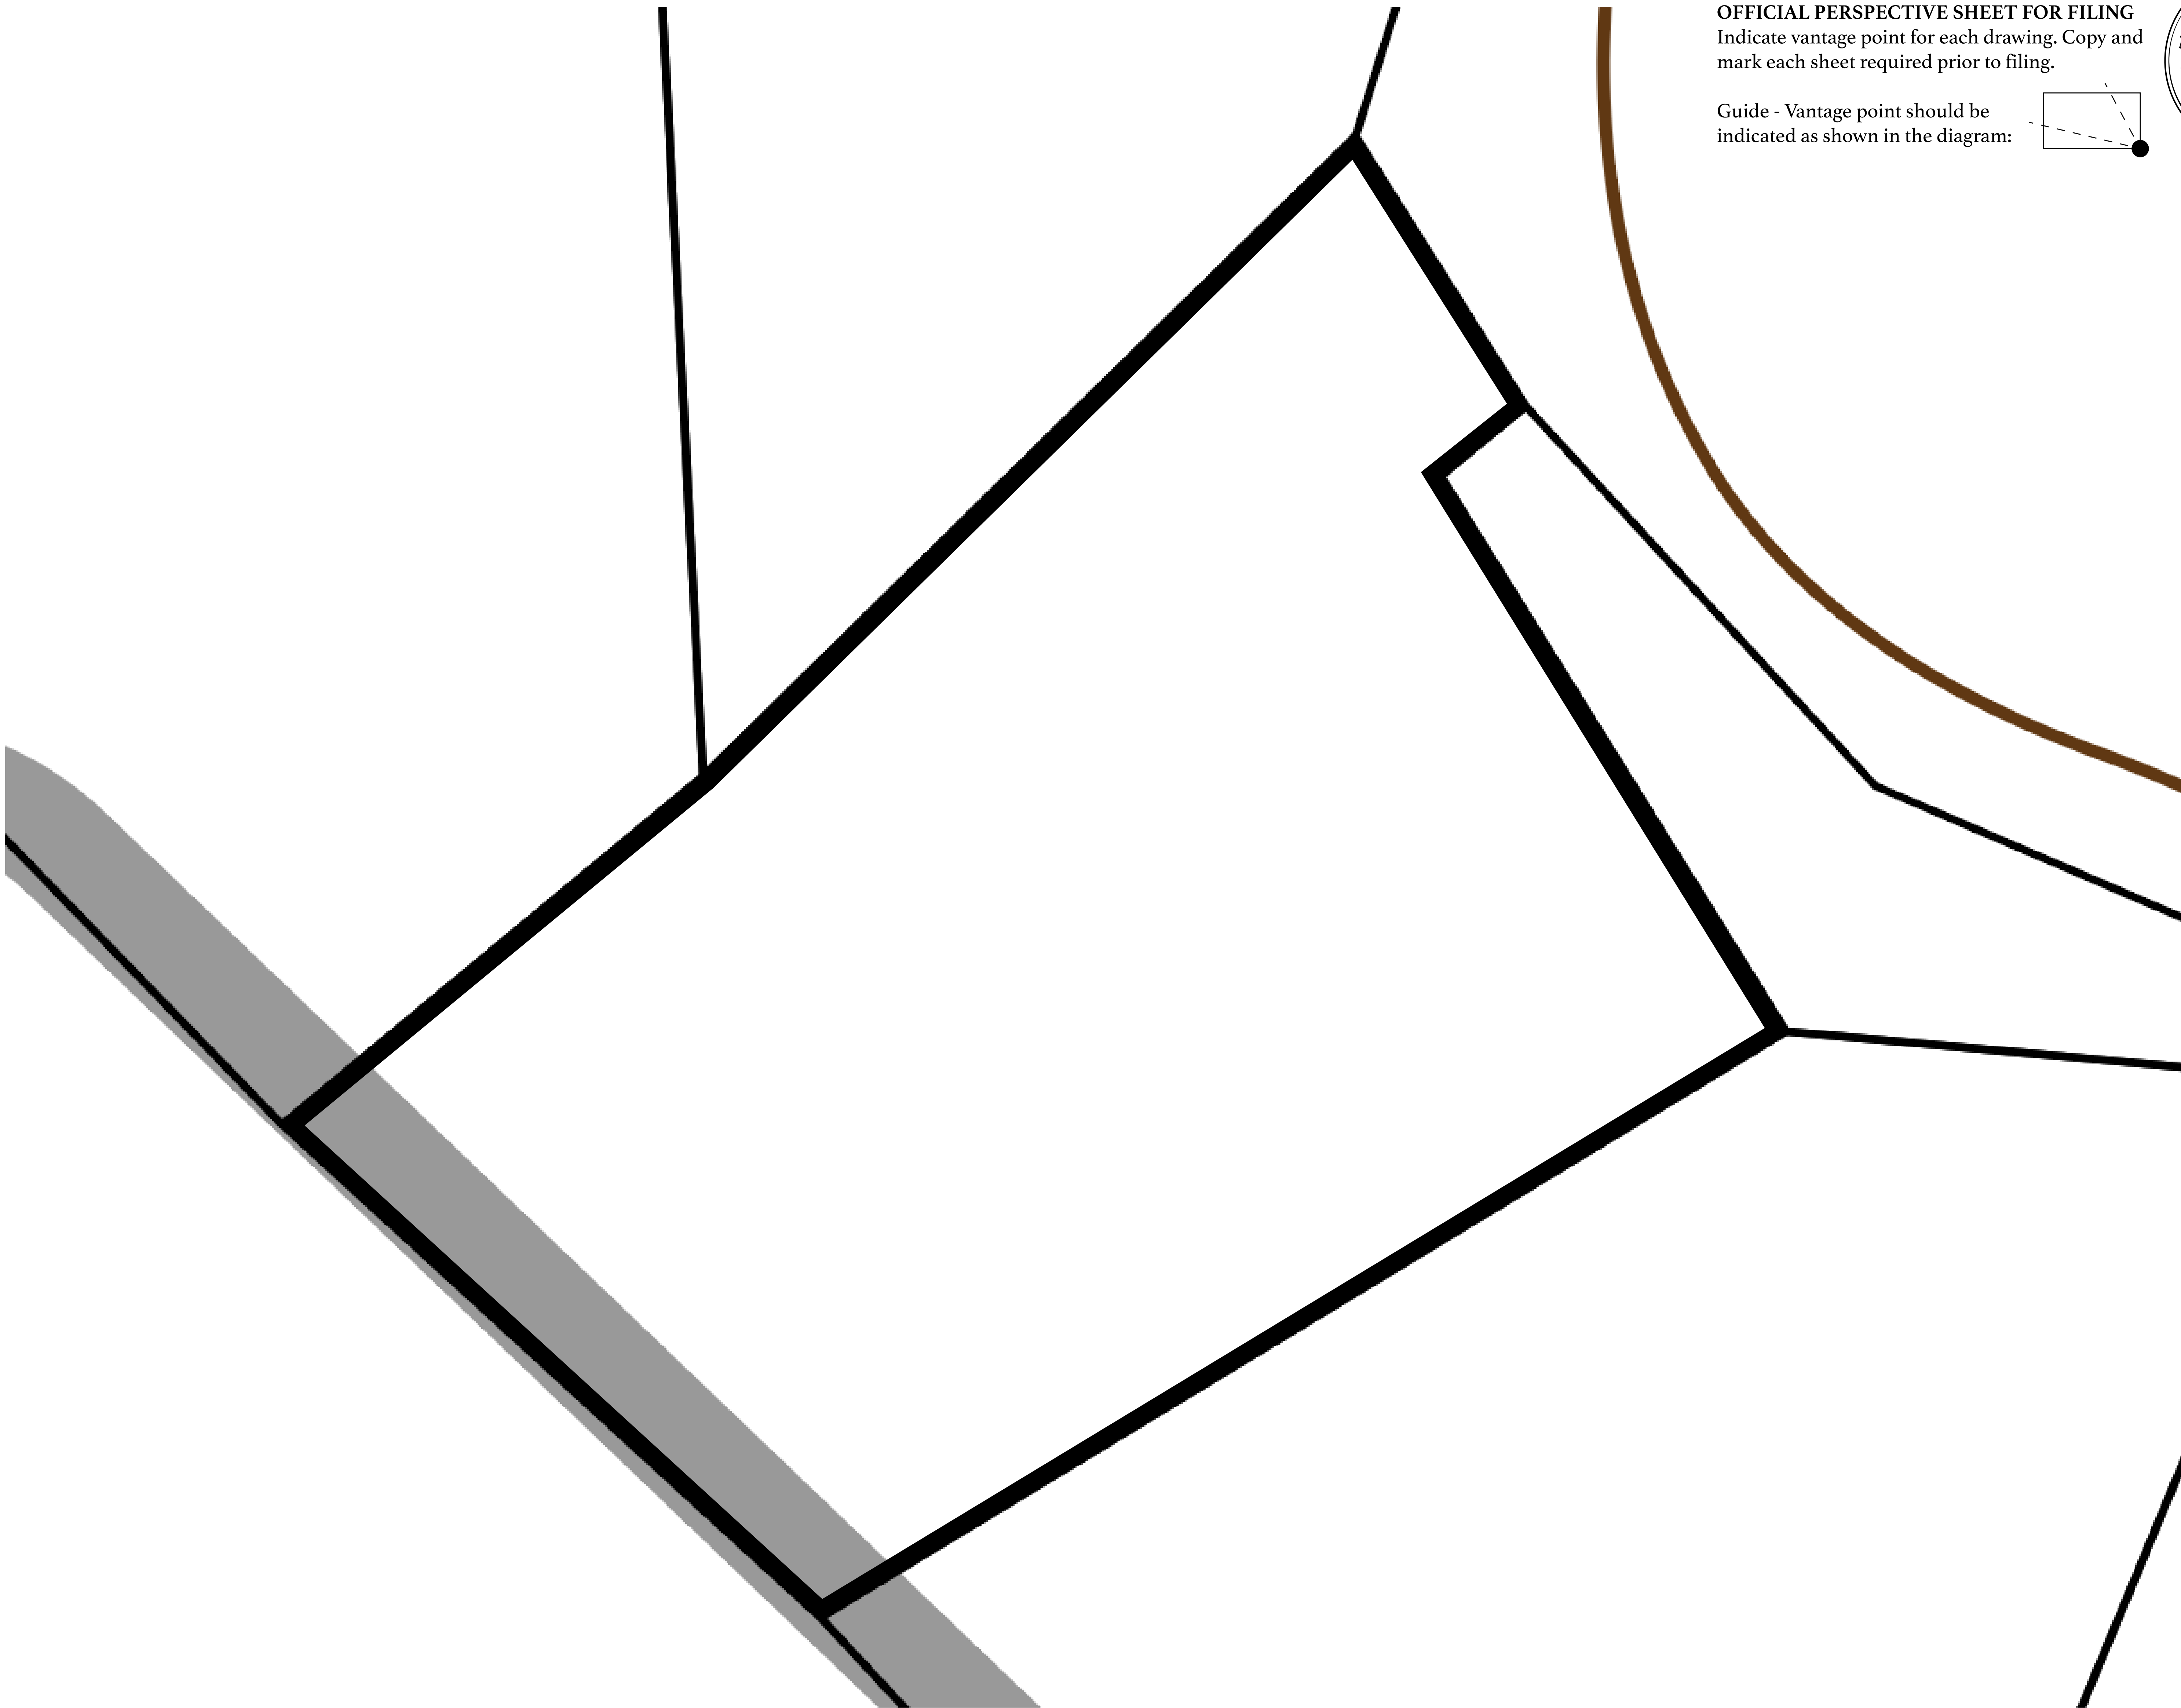 OFFICIAL PERSPECTIVE SHEET FOR FILING
Indicate vantage point for each drawing. Copy and
mark each sheet required prior to filing.
Guide - Vantage point should be
indicated as shown in the diagram: